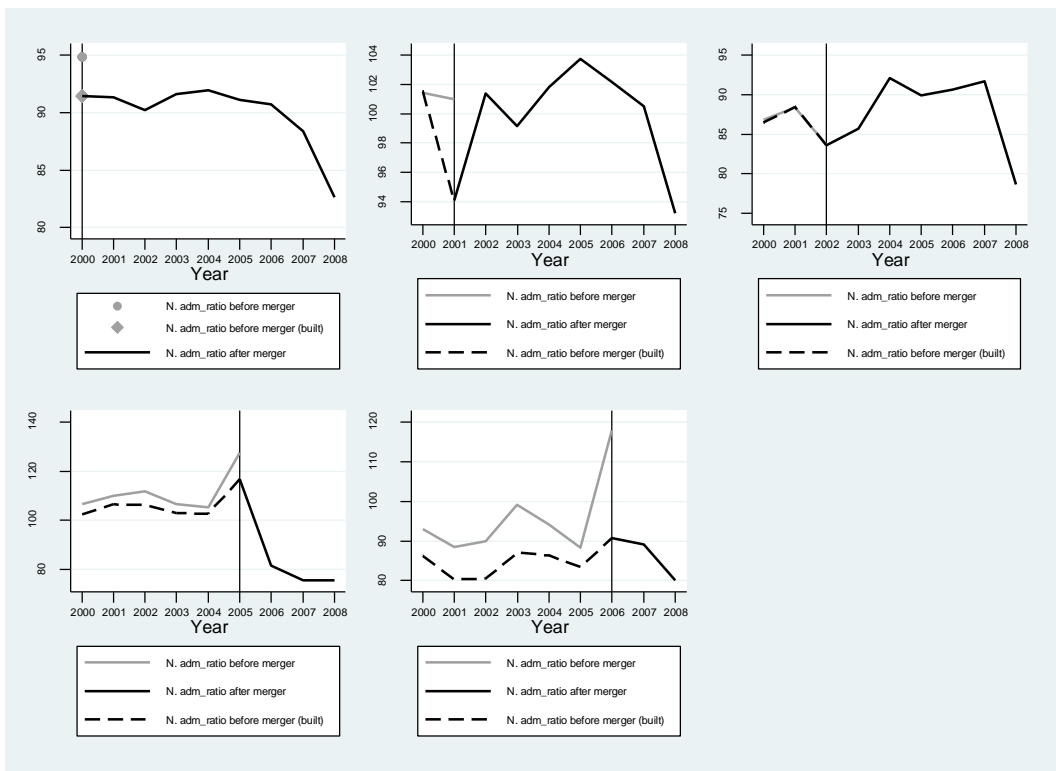 95
90
85
80
2000 2001 2002 2003 2004 2005 2006 2007 2008
Year
N. adm_ratio before merger
N. adm_ratio before merger (built)
N. adm_ratio after merger
104
102
100
98
96
94
2000 2001 2002 2003 2004 2005 2006 2007 2008
Year
N. adm_ratio before merger
N. adm_ratio after merger
N. adm_ratio before merger (built)
95
90
85
80
75
2000 2001 2002 2003 2004 2005 2006 2007 2008
Year
N. adm_ratio before merger
N. adm_ratio after merger
N. adm_ratio before merger (built)
140
120
100
80
2000 2001 2002 2003 2004 2005 2006 2007 2008
Year
N. adm_ratio before merger
N. adm_ratio after merger
N. adm_ratio before merger (built)
120
110
100
90
80
2000 2001 2002 2003 2004 2005 2006 2007 2008
Year
N. adm_ratio before merger
N. adm_ratio after merger
N. adm_ratio before merger (built)